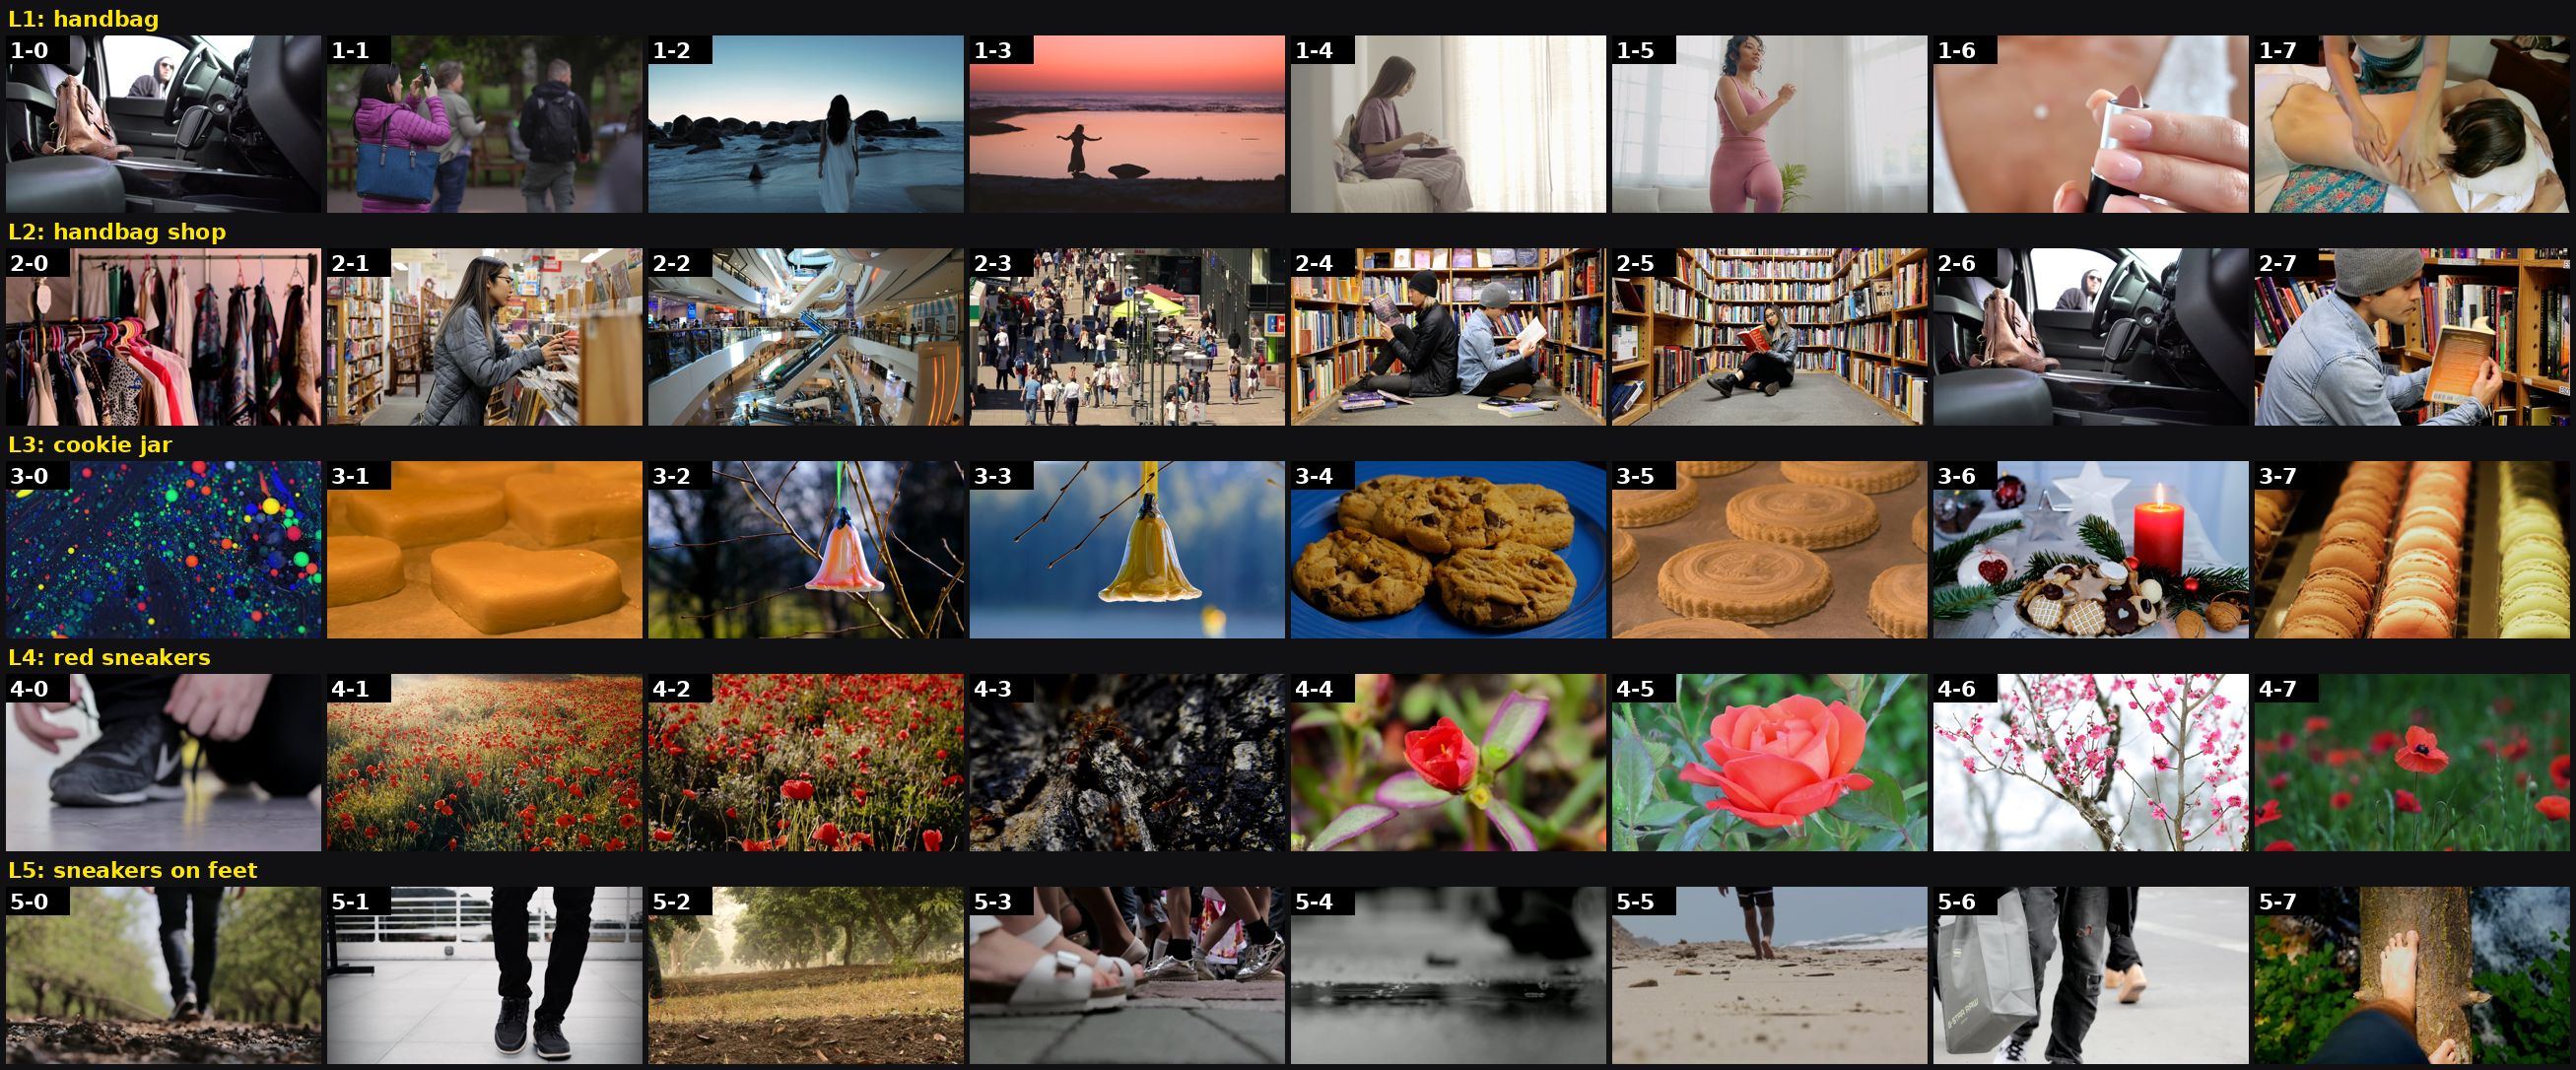 L1: handbag
1-0 1-1 1-2 1-3 1-4 1-5 1-6 1-7
L2: handbag shop
2-0 2-1 2-2 2-3 2-4 2-5 2-6 2-7
L3: cookie jar
3-0 3-1 3-2 3-3 3-4 3-5 3-6 3-7
L4: red sneakers
4-0 4-1 4-2 4-3 4-4 4-5 4-6 4-7
L5: sneakers on feet
5-0 5-1 5-2 5-3 5-4 5-5 5-6 5-7
G-STAR RAW